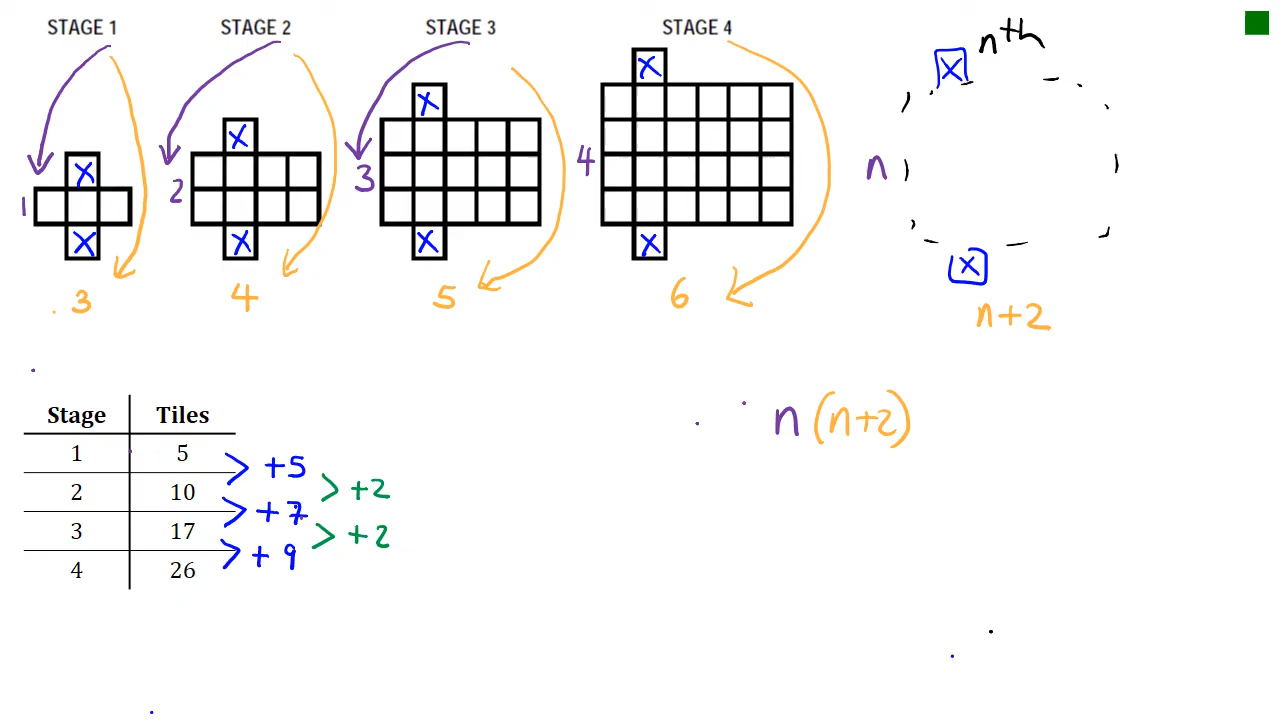 STAGE 1 STAGE 2 STAGE 3 STAGE 4 nth
X X X X X
1 2 3 4 n
X X X X X
3 4 5 6 n+2
Stage Tiles n(n+2)
1 5
> +5
2 10 > +2
> +7
3 17 > +2
> +9
4 26